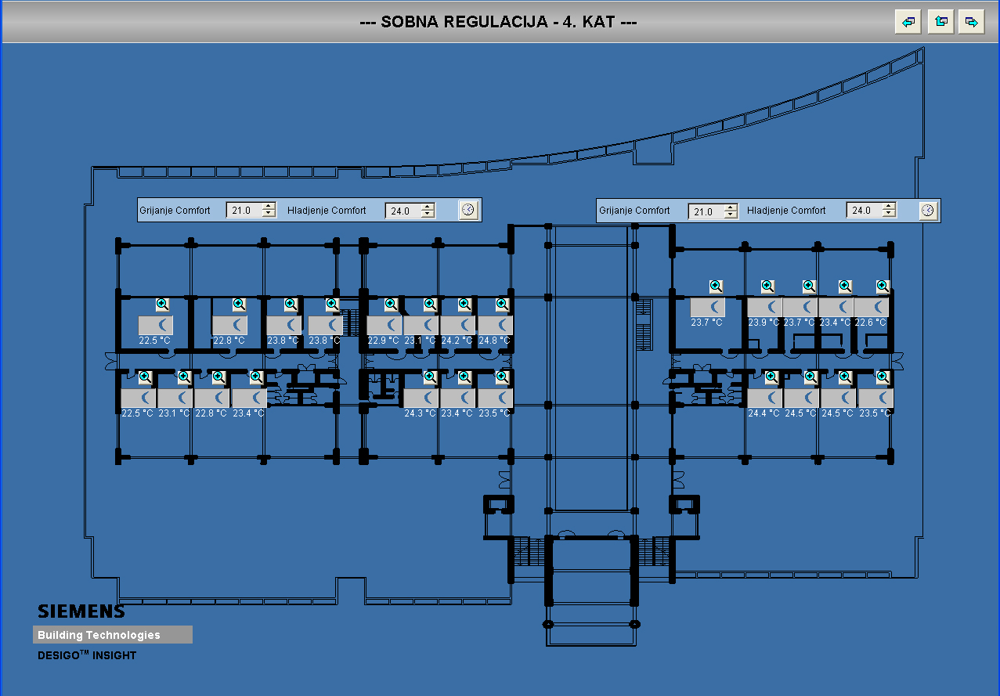 --- SOBNA REGULACIJA - 4. KAT ---
Grijanje Comfort 21.0 Hladjenje Comfort 24.0
Grijanje Comfort 21.0 Hladjenje Comfort 24.0
23.7 °C 23.9 °C 23.7 °C 23.4 °C 22.6 °C
22.5 °C 22.8 °C 23.8 °C 23.8 °C 22.9 °C 23.1 °C 24.2 °C 24.8 °C
22.5 °C 23.1 °C 22.8 °C 23.4 °C 24.3 °C 23.4 °C 23.5 °C 24.4 °C 24.5 °C 24.5 °C 23.5 °C
SIEMENS
Building Technologies
DESIGO™ INSIGHT